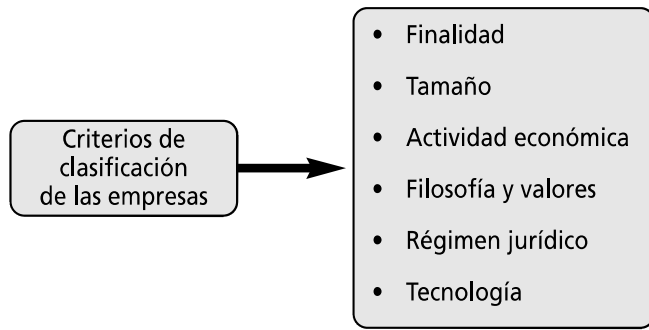 Criterios de
clasificación
de las empresas
• Finalidad
• Tamaño
• Actividad económica
• Filosofía y valores
• Régimen jurídico
• Tecnología